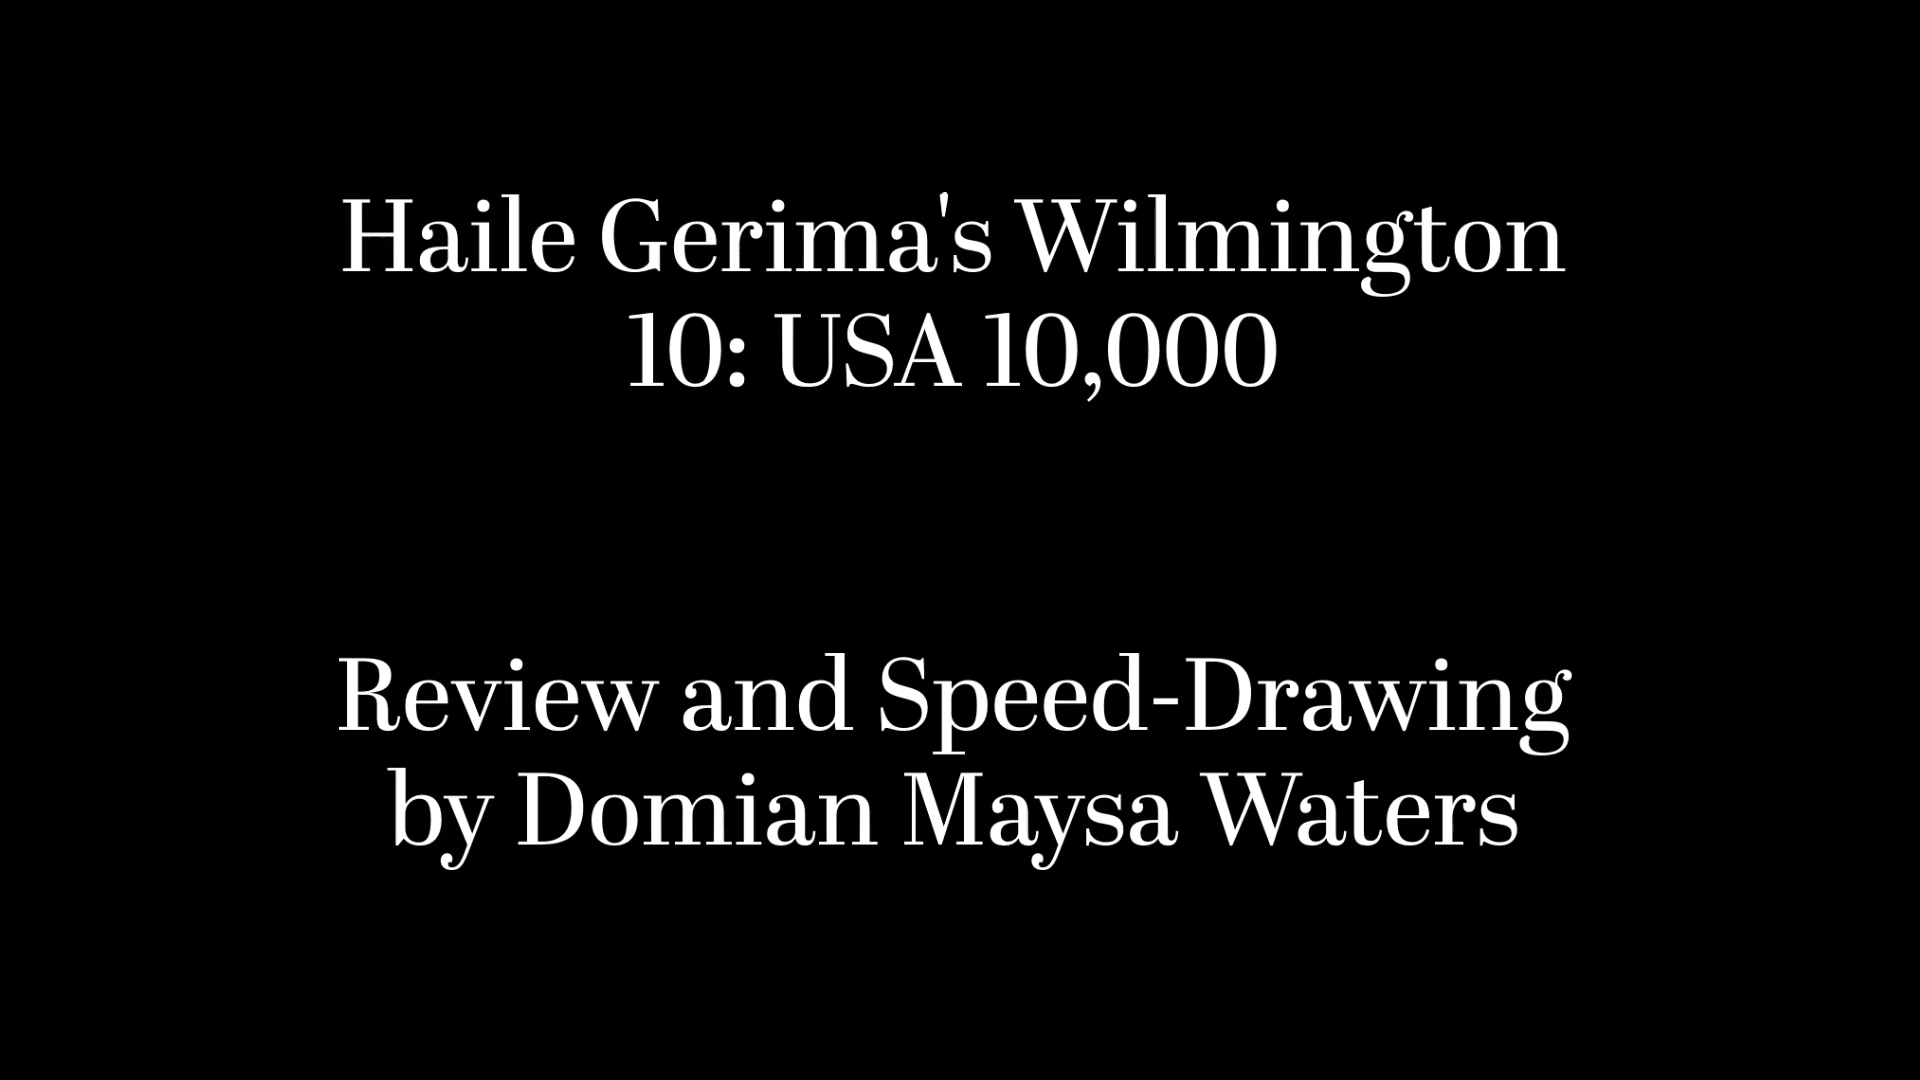 Haile Gerima's Wilmington
10: USA 10,000
Review and Speed-Drawing
by Domian Maysa Waters